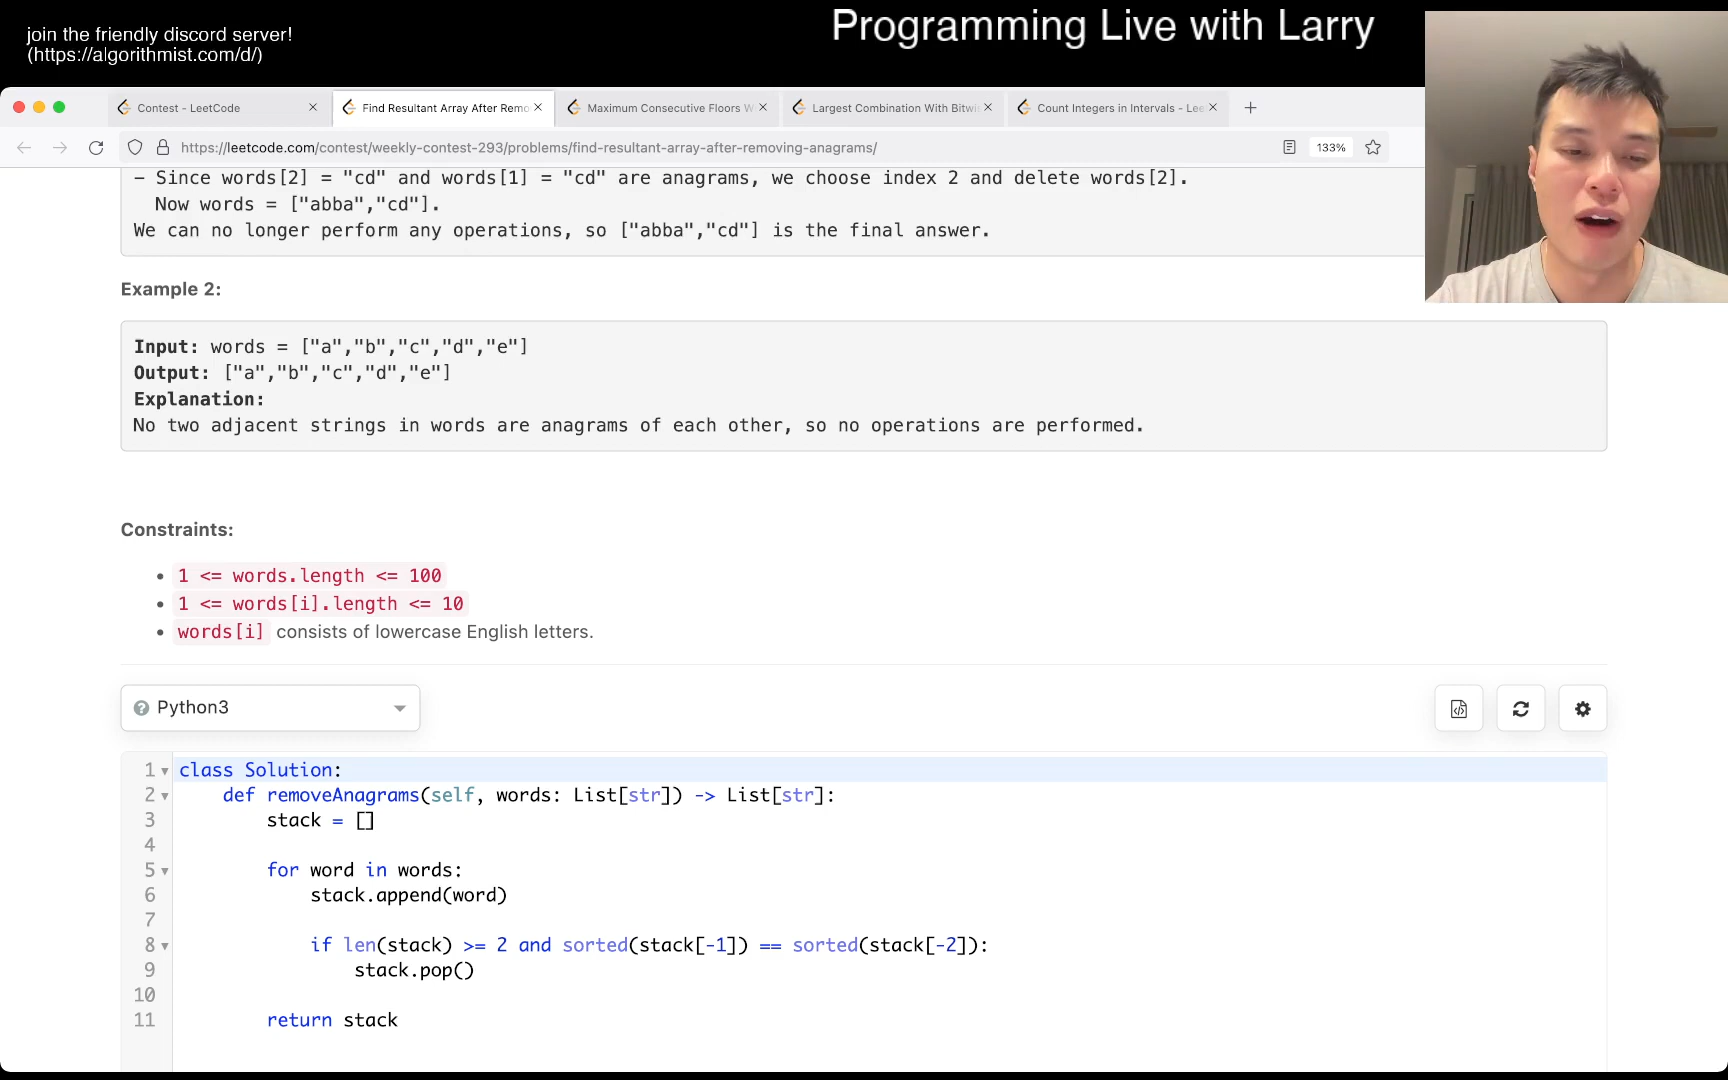 join the friendly discord server!
(https://algorithmist.com/d/)
Programming Live with Larry
Contest - LeetCode
Find Resultant Array After Remo
Maximum Consecutive Floors W
Largest Combination With Bitwi
Count Integers in Intervals - Lee
https://leetcode.com/contest/weekly-contest-293/problems/find-resultant-array-after-removing-anagrams/
133%
– Since words[2] = "cd" and words[1] = "cd" are anagrams, we choose index 2 and delete words[2].
Now words = ["abba","cd"].
We can no longer perform any operations, so ["abba","cd"] is the final answer.
Example 2:
Input: words = ["a","b","c","d","e"]
Output: ["a","b","c","d","e"]
Explanation:
No two adjacent strings in words are anagrams of each other, so no operations are performed.
Constraints:
• 1 <= words.length <= 100
• 1 <= words[i].length <= 10
• words[i] consists of lowercase English letters.
Python3
1 class Solution:
2     def removeAnagrams(self, words: List[str]) -> List[str]:
3         stack = []
4
5         for word in words:
6             stack.append(word)
7
8             if len(stack) >= 2 and sorted(stack[-1]) == sorted(stack[-2]):
9                 stack.pop()
10
11         return stack